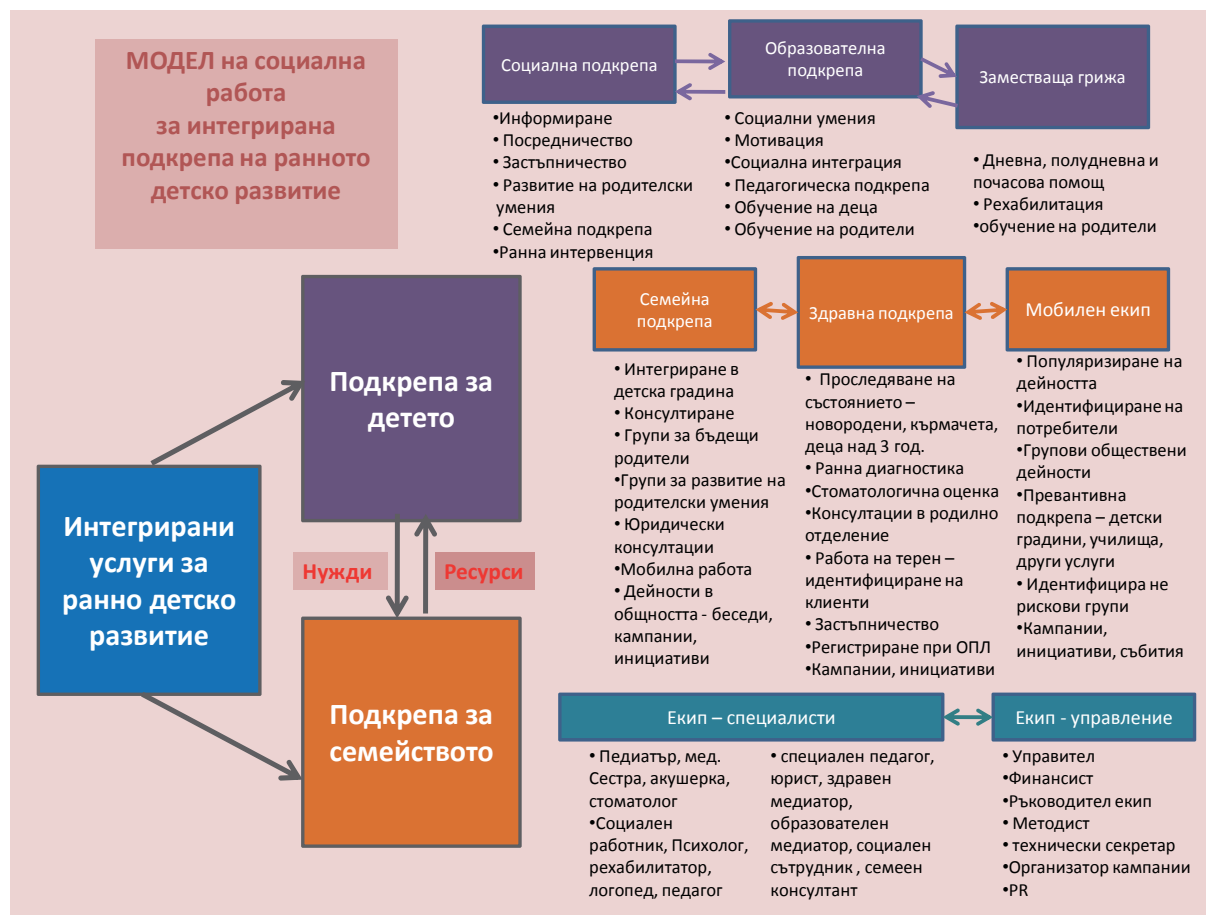 МОДЕЛ на социална
работа
за интегрирана
подкрепа на ранното
детско развитие
Социална подкрепа
•Информиране
• Посредничество
• Застъпничество
• Развитие на родителски
умения
• Семейна подкрепа
•Ранна интервенция
Образователна
подкрепа
• Социални умения
• Мотивация
•Социална интеграция
• Педагогическа подкрепа
• Обучение на деца
• Обучение на родители
Заместваща грижа
• Дневна, полудневна и
почасова помощ
• Рехабилитация
•обучение на родители
Интегрирани
услуги за
ранно детско
развитие
Подкрепа за
детето
Нужди
Ресурси
Подкрепа за
семейството
Семейна
подкрепа
• Интегриране в
детска градина
• Консултиране
• Групи за бъдещи
родители
•Групи за развитие на
родителски умения
• Юридически
консултации
• Мобилна работа
• Дейности в
общността - беседи,
кампании,
инициативи
Здравна подкрепа
• Проследяване на
състоянието –
новородени, кърмачета,
деца над 3 год.
• Ранна диагностика
•Стоматологична оценка
•Консултации в родилно
отделение
• Работа на терен –
идентифициране на
клиенти
• Застъпничество
•Регистриране при ОПЛ
•Кампании, инициативи
Мобилен екип
• Популяризиране на
дейността
•Идентифициране на
потребители
•Групови обществени
дейности
•Превантивна
подкрепа – детски
градини, училища,
други услуги
• Идентифицира не
рискови групи
•Кампании,
инициативи, събития
Екип – специалисти
• Педиатър, мед.
Сестра, акушерка,
стоматолог
•Социален
работник, Психолог,
рехабилитатор,
логопед, педагог
• специален педагог,
юрист, здравен
медиатор,
образователен
медиатор, социален
сътрудник , семеен
консултант
Екип - управление
• Управител
•Финансист
•Ръководител екип
• Методист
• технически секретар
•Организатор кампании
•PR